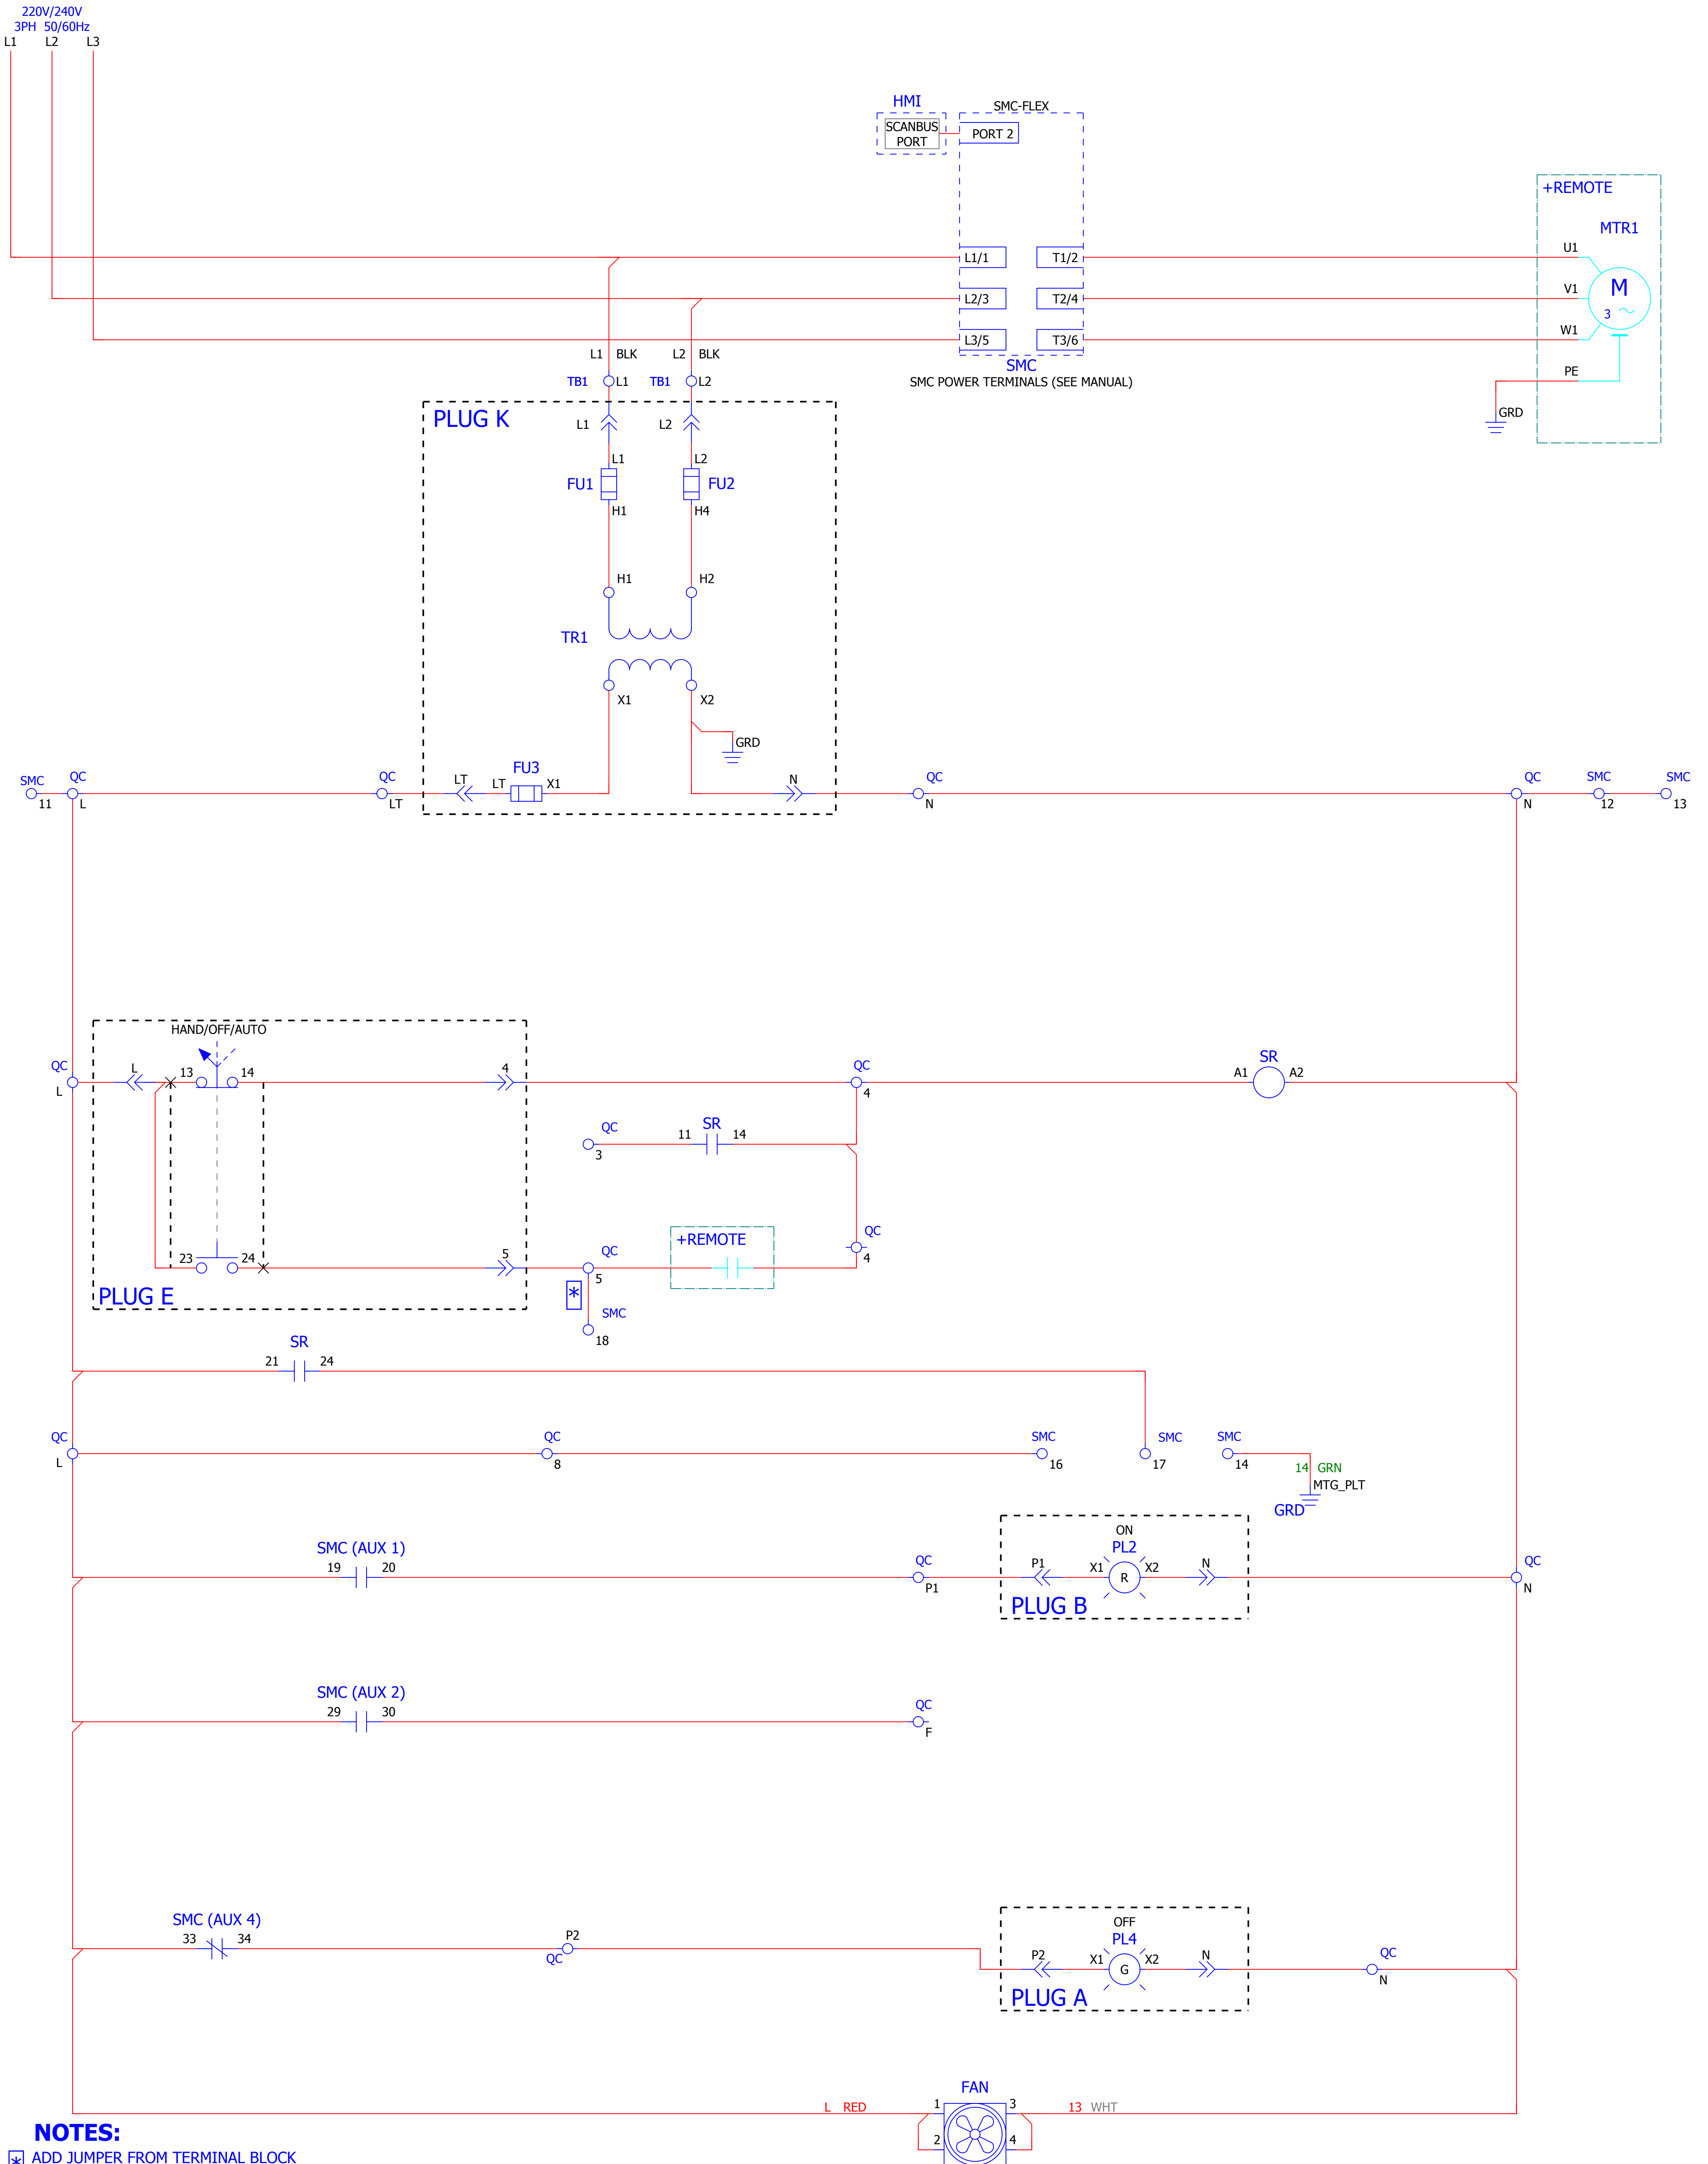 220V/240V
3PH 50/60Hz
L1 L2 L3
HMI
SCANBUS
PORT
SMC-FLEX
PORT 2
+REMOTE
MTR1
L1/1 T1/2 U1
L2/3 T2/4 V1
M
3
L3/5 T3/6 W1
SMC
SMC POWER TERMINALS (SEE MANUAL)
PE
GRD
L1 BLK L2 BLK
TB1 L1 TB1 L2
PLUG K
L1 L2
L1 L2
FU1 FU2
H1 H4
H1 H2
TR1
X1 X2
GRD
SMC QC QC LT LT FU3 X1 N QC QC SMC SMC
11 L LT N N 12 13
HAND/OFF/AUTO
QC L 13 14 4 QC SR
L 4 A1 A2
QC SR
3 11 14
+REMOTE
QC
4
23 24 5 QC
5
PLUG E
*
SMC
18
SR
21 24
QC QC SMC SMC SMC
L 8 16 17 14
14 GRN
MTG_PLT
GRD
ON
SMC (AUX 1) PL2
19 20 QC P1 X1 R X2 N QC
P1 N
PLUG B
SMC (AUX 2)
29 30 QC
F
OFF
SMC (AUX 4) PL4
33 34 P2
QC
P2 X1 G X2 N QC
N
PLUG A
FAN
L RED 1 3 13 WHT
2 4
NOTES:
* ADD JUMPER FROM TERMINAL BLOCK